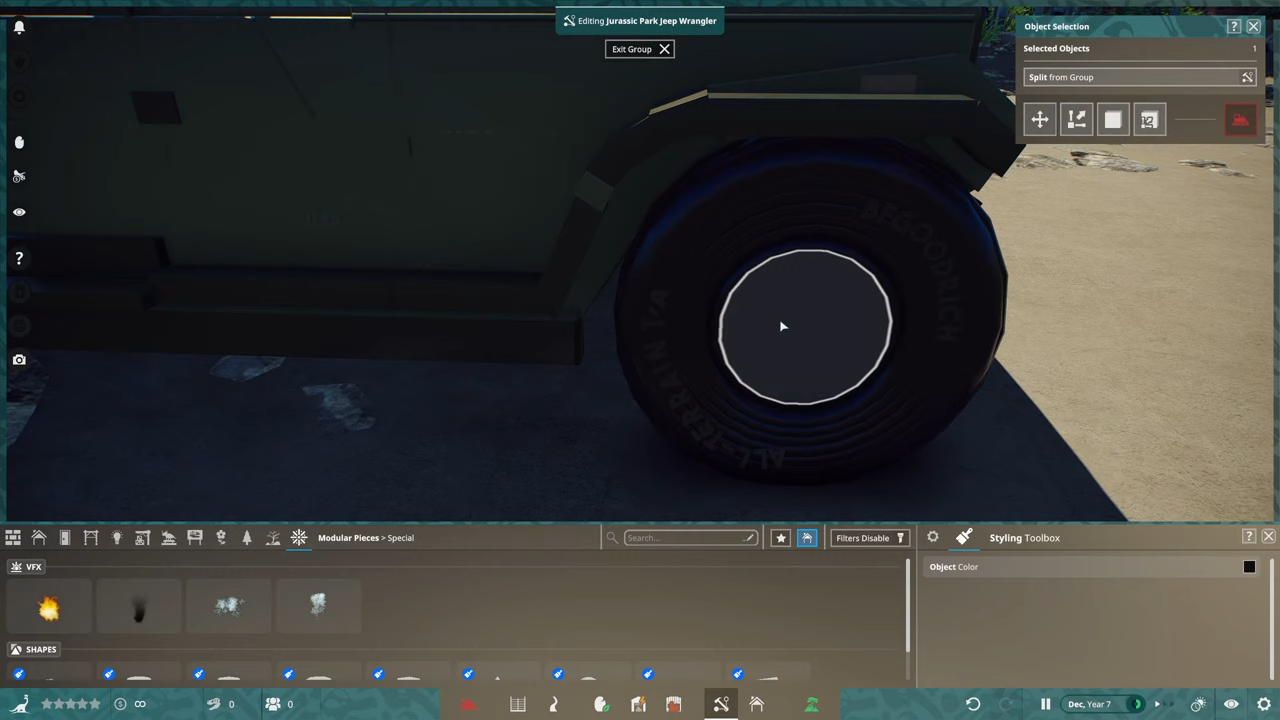 Editing Jurassic Park Jeep Wrangler
Exit Group
Object Selection
?
Selected Objects 1
Split from Group
12
BFGOODRICH
ALL-TERRAIN T/A
?
Modular Pieces > Special
Search...
Filters Disable
Styling Toolbox
?
VFX
Object Color
SHAPES
$ ∞
0
0
Dec, Year 7